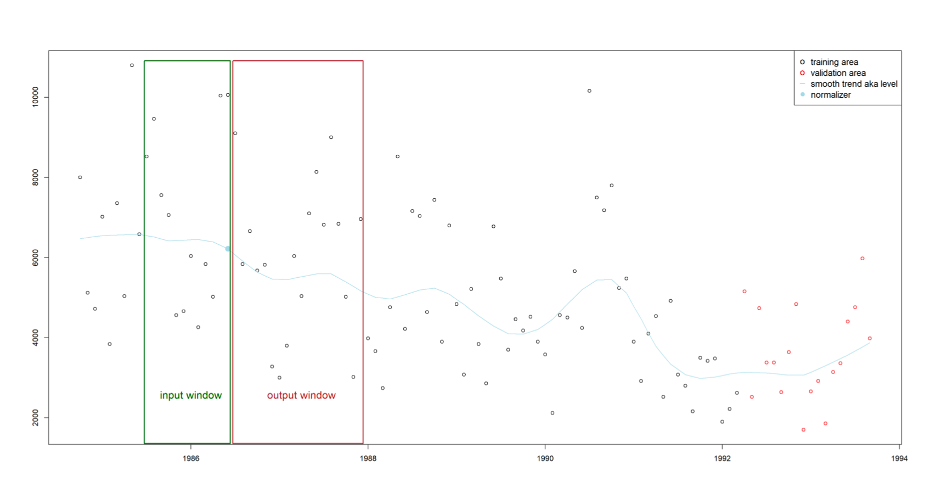 training area
validation area
smooth trend aka level
normalizer
10000
8000
6000
4000
2000
input window
output window
1986
1988
1990
1992
1994